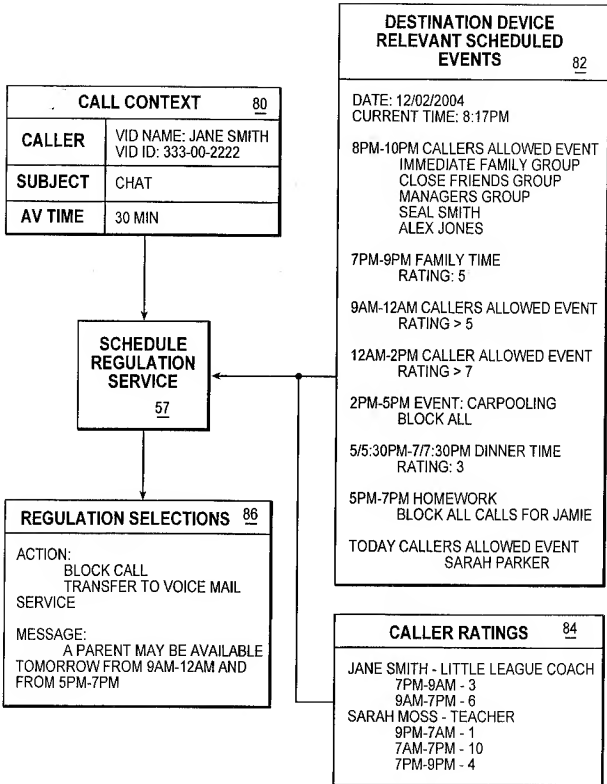 CALL CONTEXT 80
CALLER VID NAME: JANE SMITH
VID ID: 333-00-2222
SUBJECT CHAT
AV TIME 30 MIN
SCHEDULE
REGULATION
SERVICE
57
REGULATION SELECTIONS 86
ACTION:
BLOCK CALL
TRANSFER TO VOICE MAIL
SERVICE
MESSAGE:
A PARENT MAY BE AVAILABLE
TOMORROW FROM 9AM-12AM AND
FROM 5PM-7PM
DESTINATION DEVICE
RELEVANT SCHEDULED
EVENTS 82
DATE: 12/02/2004
CURRENT TIME: 8:17PM
8PM-10PM CALLERS ALLOWED EVENT
IMMEDIATE FAMILY GROUP
CLOSE FRIENDS GROUP
MANAGERS GROUP
SEAL SMITH
ALEX JONES
7PM-9PM FAMILY TIME
RATING: 5
9AM-12AM CALLERS ALLOWED EVENT
RATING > 5
12AM-2PM CALLER ALLOWED EVENT
RATING > 7
2PM-5PM EVENT: CARPOOLING
BLOCK ALL
5/5:30PM-7/7:30PM DINNER TIME
RATING: 3
5PM-7PM HOMEWORK
BLOCK ALL CALLS FOR JAMIE
TODAY CALLERS ALLOWED EVENT
SARAH PARKER
CALLER RATINGS 84
JANE SMITH - LITTLE LEAGUE COACH
7PM-9AM - 3
9AM-7PM - 6
SARAH MOSS - TEACHER
9PM-7AM - 1
7AM-7PM - 10
7PM-9PM - 4